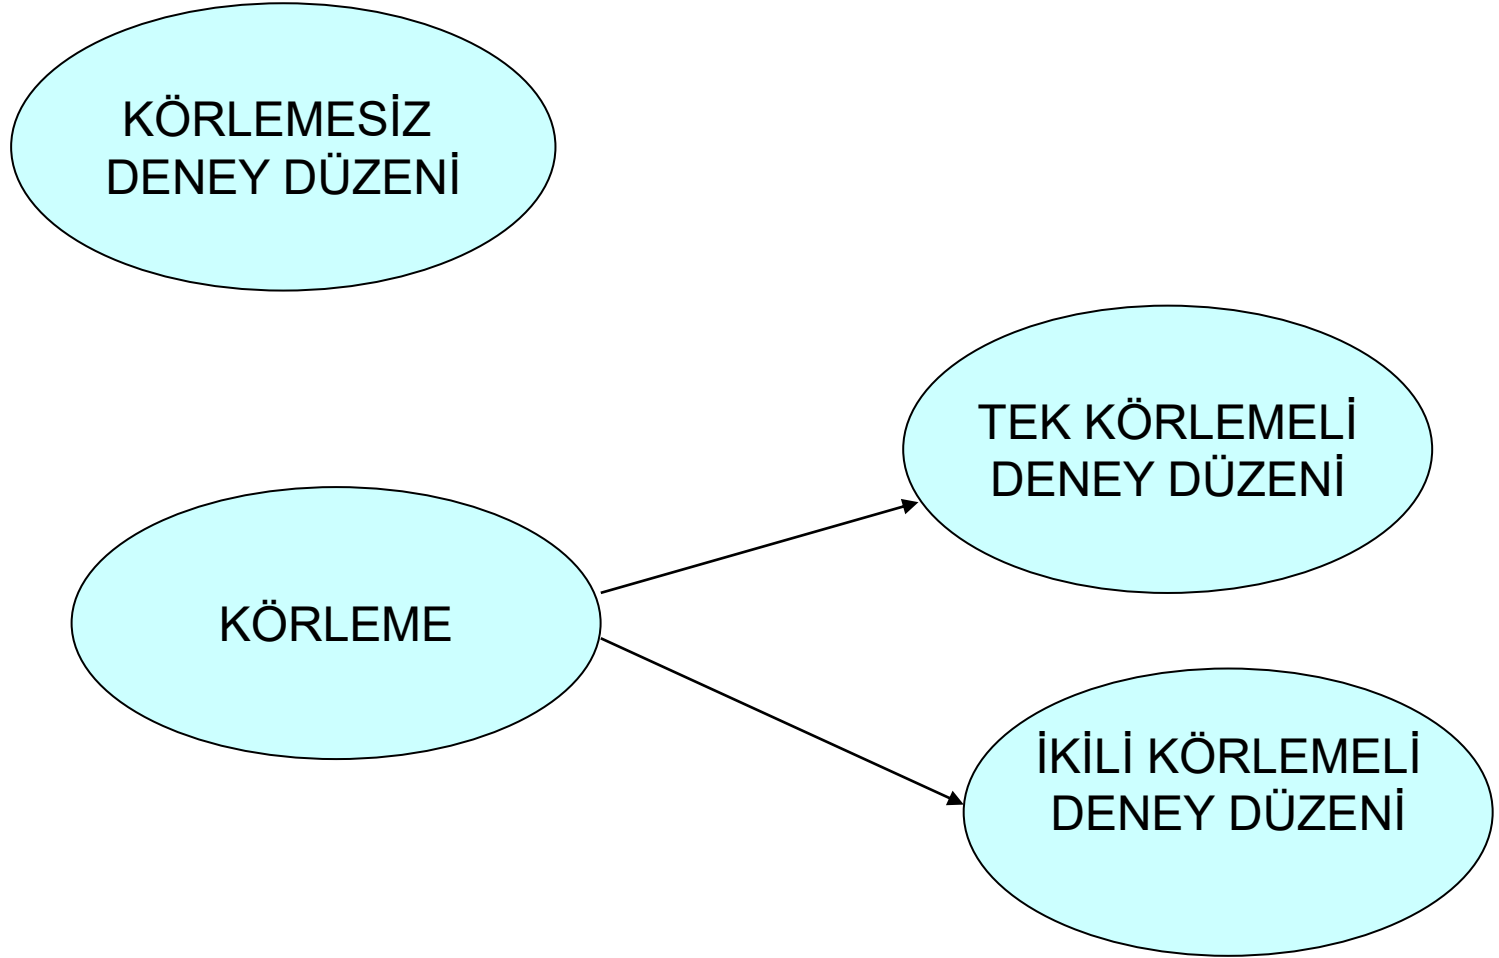 KÖRLEMESİZ
DENEY DÜZENİ
TEK KÖRLEMELİ
DENEY DÜZENİ
KÖRLEME
İKİLİ KÖRLEMELİ
DENEY DÜZENİ